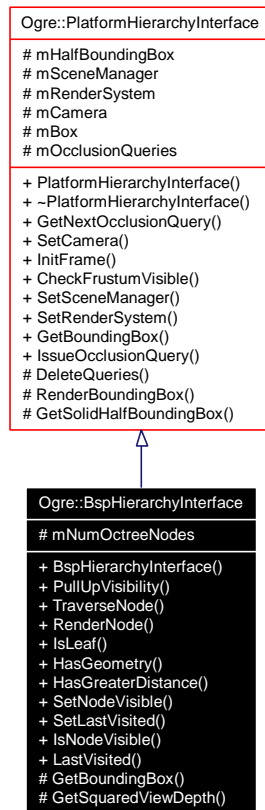 Ogre::PlatformHierarchyInterface
# mHalfBoundingBox
# mSceneManager
# mRenderSystem
# mCamera
# mBox
# mOcclusionQueries
+ PlatformHierarchyInterface()
+ ~PlatformHierarchyInterface()
+ GetNextOcclusionQuery()
+ SetCamera()
+ InitFrame()
+ CheckFrustumVisible()
+ SetSceneManager()
+ SetRenderSystem()
+ GetBoundingBox()
+ IssueOcclusionQuery()
# DeleteQueries()
# RenderBoundingBox()
# GetSolidHalfBoundingBox()
Ogre::BspHierarchyInterface
# mNumOctreeNodes
+ BspHierarchyInterface()
+ PullUpVisibility()
+ TraverseNode()
+ RenderNode()
+ IsLeaf()
+ HasGeometry()
+ HasGreaterDistance()
+ SetNodeVisible()
+ SetLastVisited()
+ IsNodeVisible()
+ LastVisited()
# GetBoundingBox()
# GetSquaredViewDepth()